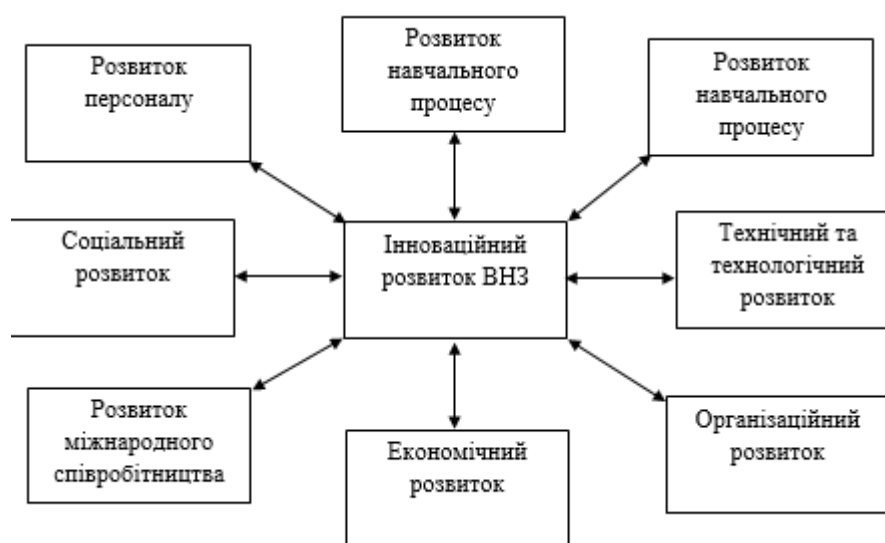 Розвиток
персоналу
Розвиток
навчального
процесу
Розвиток
навчального
процесу
Соціальний
розвиток
Інноваційний
розвиток ВНЗ
Технічний та
технологічний
розвиток
Розвиток
міжнародного
співробітництва
Економічний
розвиток
Організаційний
розвиток